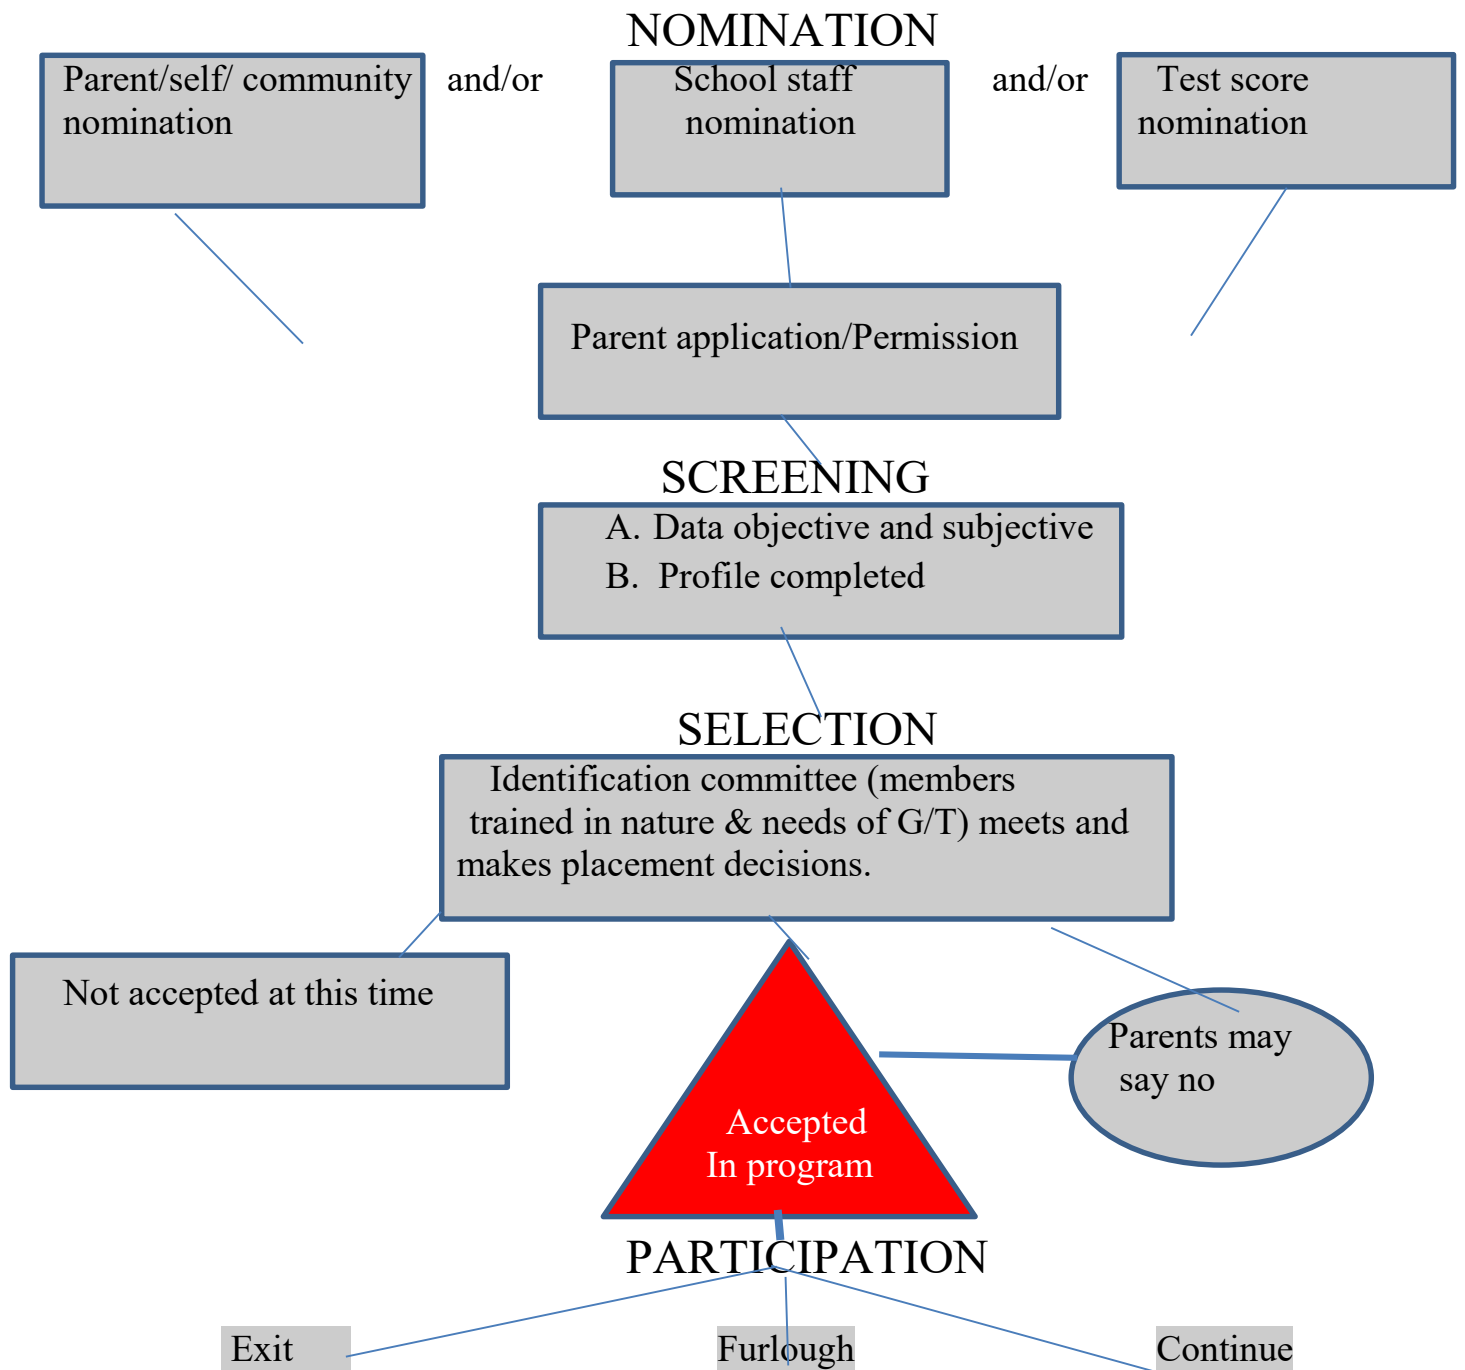 NOMINATION
Parent/self/ community and/or School staff and/or Test score
nomination nomination nomination
Parent application/Permission
SCREENING
A. Data objective and subjective
B. Profile completed
SELECTION
Identification committee (members
trained in nature & needs of G/T) meets and
makes placement decisions.
Not accepted at this time
Parents may
say no
Accepted
In program
PARTICIPATION
Exit Furlough Continue